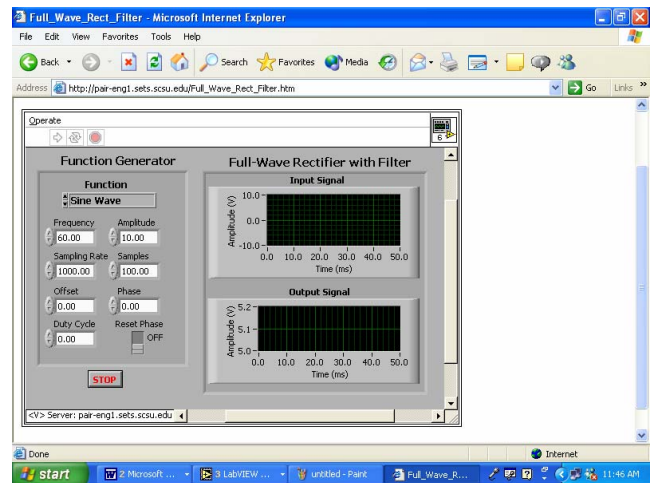 Full_Wave_Rect_Filter - Microsoft Internet Explorer
File Edit View Favorites Tools Help
Back Search Favorites Media
Address http://pair-eng1.sets.scsu.edu/Full_Wave_Rect_Filter.htm Go Links »
Operate
6
Function Generator
Function
Sine Wave
Frequency Amplitude
60.00 10.00
Sampling Rate Samples
1000.00 100.00
Offset Phase
0.00 0.00
Duty Cycle Reset Phase
0.00 OFF
STOP
Full-Wave Rectifier with Filter
Input Signal
Amplitude (V)
10.0
0.0
-10.0
0.0 10.0 20.0 30.0 40.0 50.0
Time (ms)
Output Signal
Amplitude (V)
5.2
5.1
5.0
0.0 10.0 20.0 30.0 40.0 50.0
Time (ms)
<V> Server: pair-eng1.sets.scsu.edu
Done Internet
start 2 Microsoft ... 3 LabVIEW ... untitled - Paint Full_Wave_R... 11:46 AM